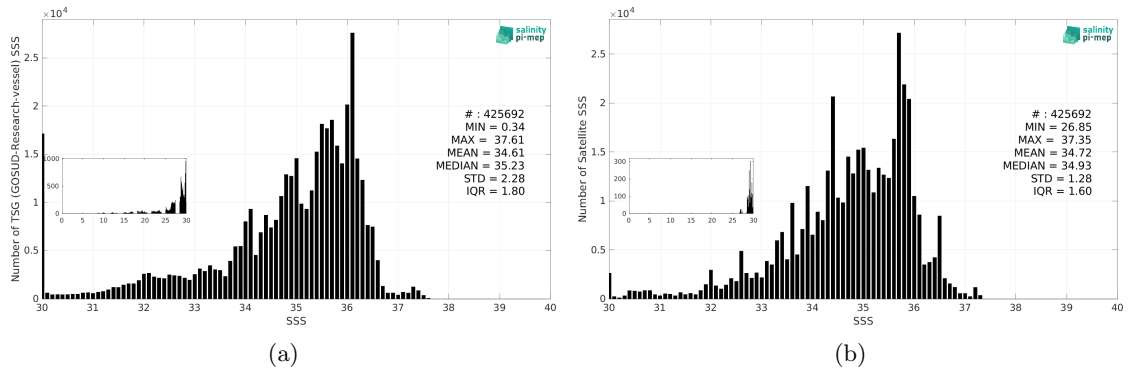 ×10⁴
salinity
pi-mep
Number of TSG (GOSUD-Research-vessel) SSS
2.5
2
1.5
1
0.5
0
# : 425692
MIN = 0.34
MAX = 37.61
MEAN = 34.61
MEDIAN = 35.23
STD = 2.28
IQR = 1.80
1000
500
0
0 5 10 15 20 25 30
30 31 32 33 34 35 36 37 38 39 40
SSS
(a)
×10⁴
salinity
pi-mep
Number of Satellite SSS
2.5
2
1.5
1
0.5
0
# : 425692
MIN = 26.85
MAX = 37.35
MEAN = 34.72
MEDIAN = 34.93
STD = 1.28
IQR = 1.60
300
200
100
0
0 5 10 15 20 25 30
30 31 32 33 34 35 36 37 38 39 40
SSS
(b)